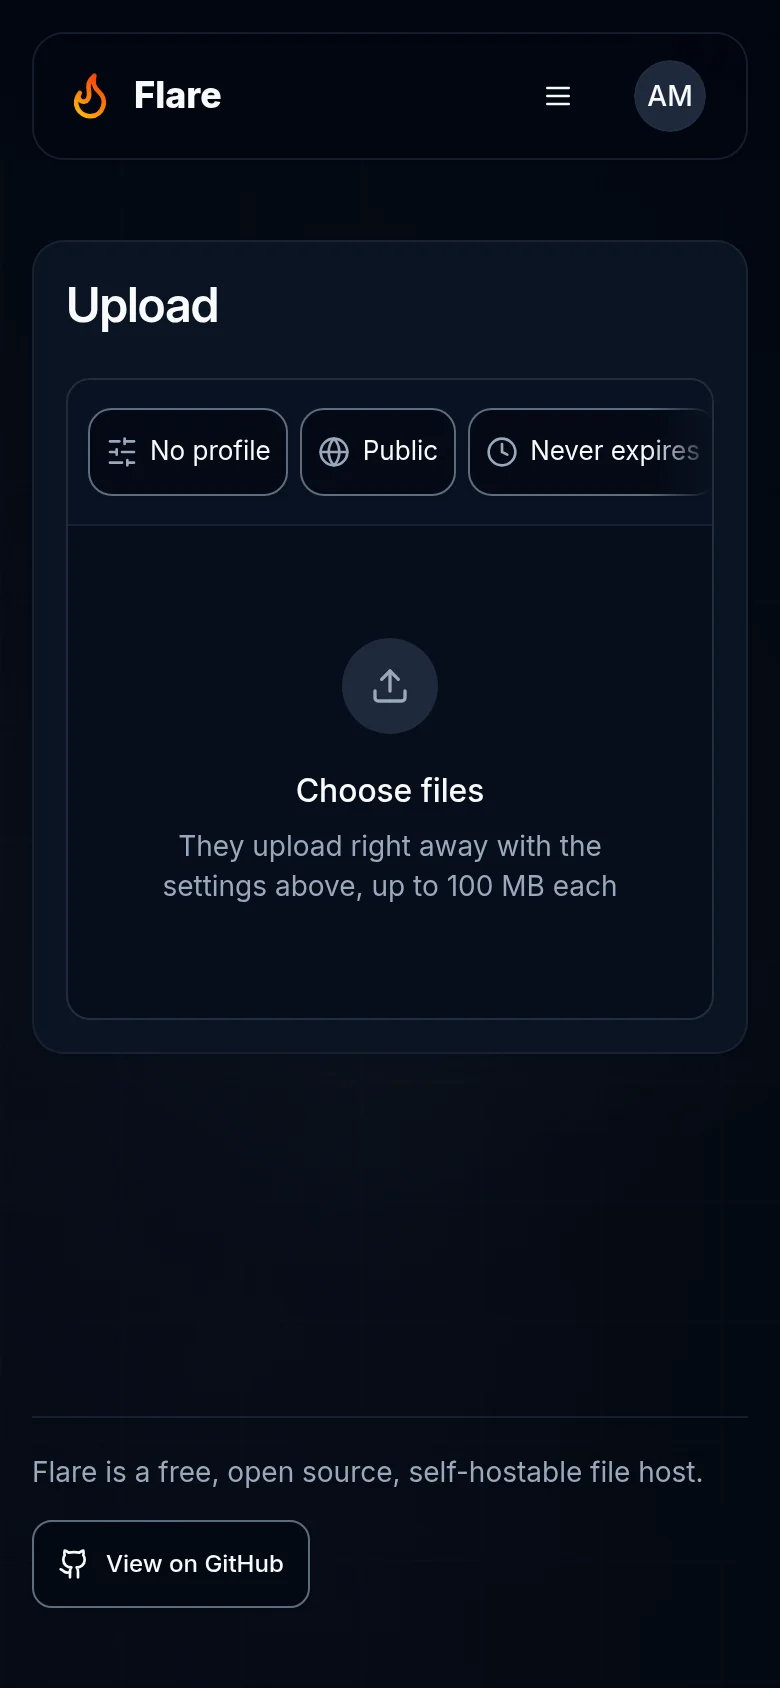 Flare
AM
Upload
No profile
Public
Never expires
Choose files
They upload right away with the
settings above, up to 100 MB each
Flare is a free, open source, self-hostable file host.
View on GitHub